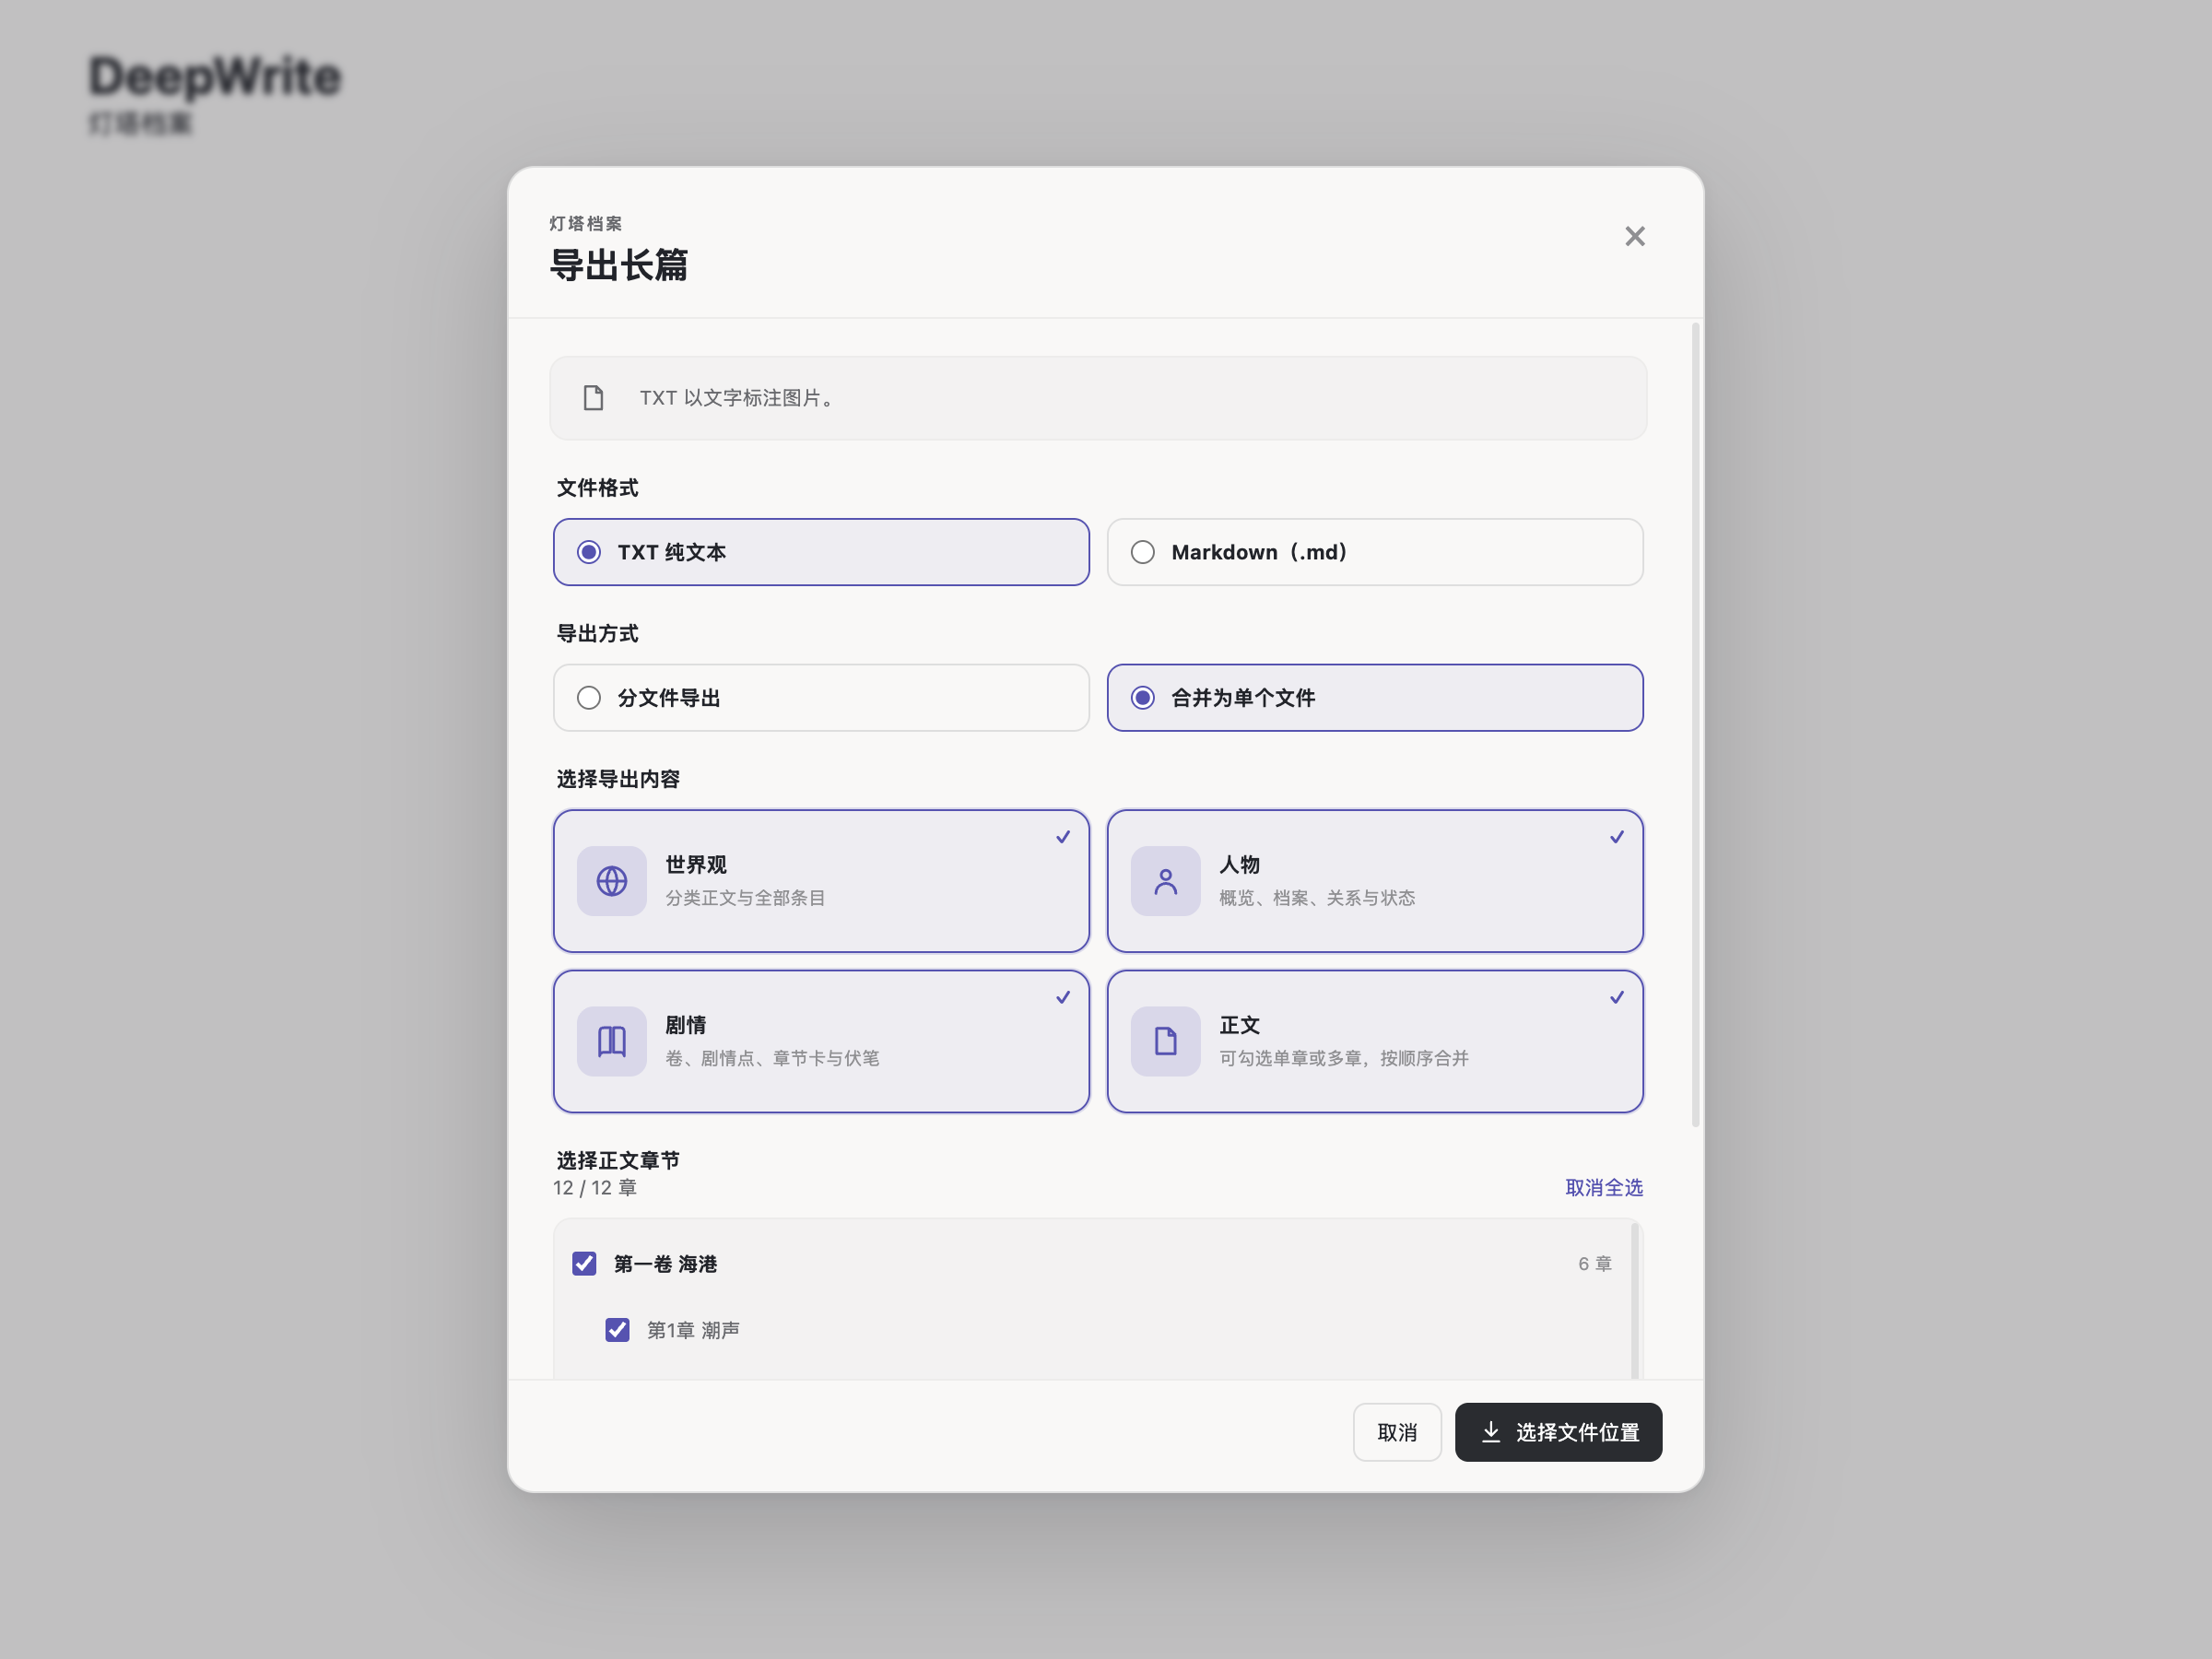 DeepWrite
灯塔档案
灯塔档案
导出长篇
TXT 以文字标注图片。
文件格式
TXT 纯文本
Markdown（.md）
导出方式
分文件导出
合并为单个文件
选择导出内容
世界观
分类正文与全部条目
人物
概览、档案、关系与状态
剧情
卷、剧情点、章节卡与伏笔
正文
可勾选单章或多章，按顺序合并
选择正文章节
12 / 12 章
取消全选
第一卷 海港
6 章
第1章 潮声
取消
选择文件位置